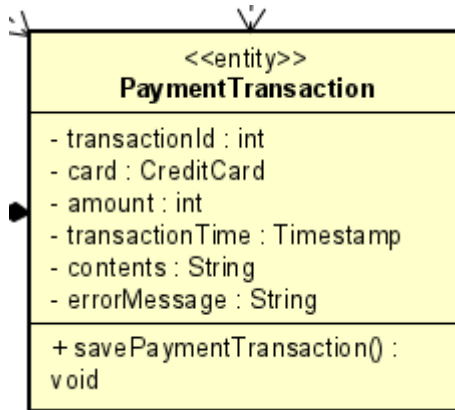 <<entity>>
PaymentTransaction
- transactionId : int
- card : CreditCard
- amount : int
- transactionTime : Timestamp
- contents : String
- errorMessage : String
+ savePaymentTransaction() :
void